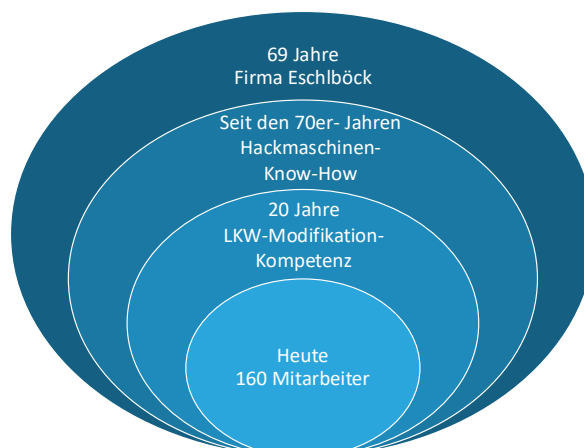 69 Jahre
Firma Eschlböck
Seit den 70er- Jahren
Hackmaschinen-
Know-How
20 Jahre
LKW-Modifikation-
Kompetenz
Heute
160 Mitarbeiter